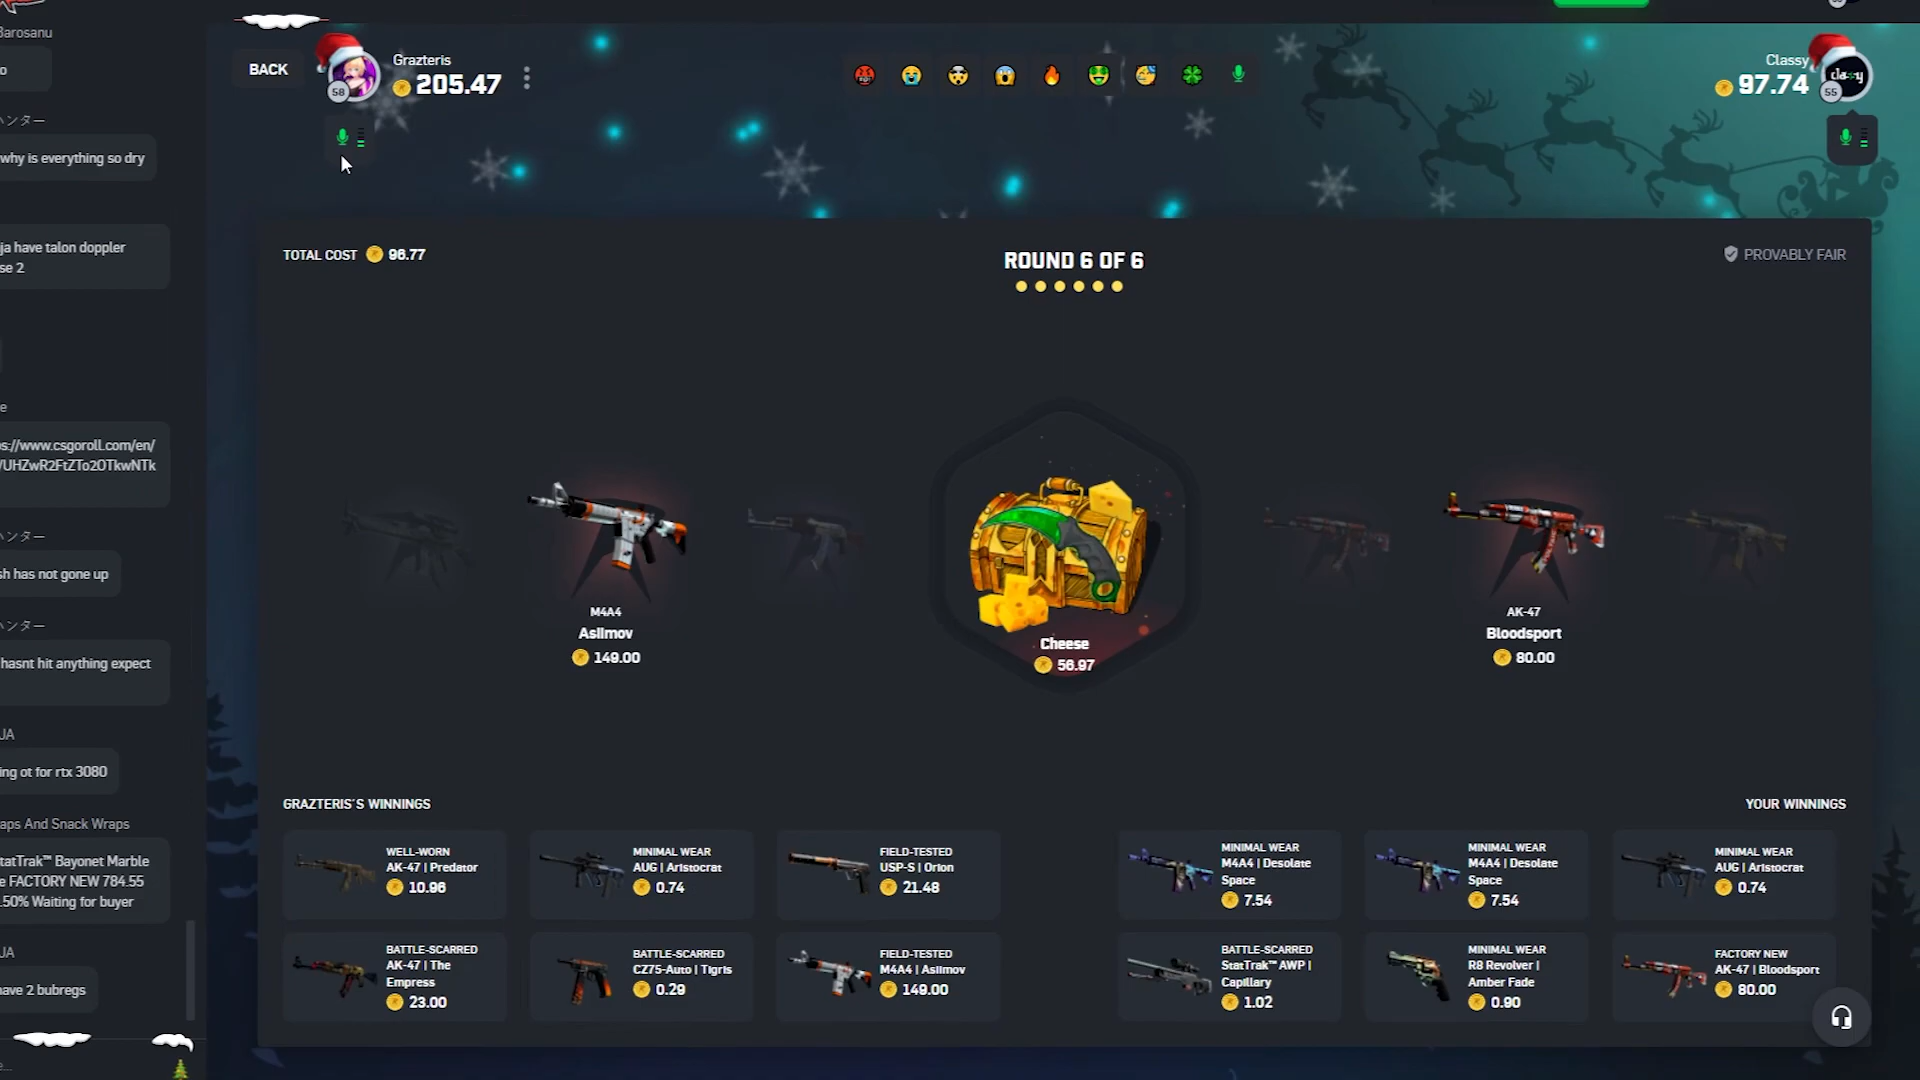 Barosanu
o
ハンター
why is everything so dry
ja have talon doppler
se 2
e
s://www.csgoroll.com/en/
/UHZwR2FtZTo2OTkwNTk
ハンター
sh has not gone up
ハンター
hasnt hit anything expect
JA
ing ot for rtx 3080
aps And Snack Wraps
tatTrak™ Bayonet Marble
e FACTORY NEW 784.55
.50% Waiting for buyer
JA
have 2 bubregs
e...
BACK
58
Grazteris
205.47
Classy
97.74
classy
55
TOTAL COST 96.77
ROUND 6 OF 6
PROVABLY FAIR
M4A4
Asiimov
149.00
Cheese
56.97
AK-47
Bloodsport
80.00
GRAZTERIS'S WINNINGS
WELL-WORN
AK-47 | Predator
10.96
MINIMAL WEAR
AUG | Aristocrat
0.74
FIELD-TESTED
USP-S | Orion
21.48
BATTLE-SCARRED
AK-47 | The
Empress
23.00
BATTLE-SCARRED
CZ75-Auto | Tigris
0.29
FIELD-TESTED
M4A4 | Asiimov
149.00
YOUR WINNINGS
MINIMAL WEAR
M4A4 | Desolate
Space
7.54
MINIMAL WEAR
M4A4 | Desolate
Space
7.54
MINIMAL WEAR
AUG | Aristocrat
0.74
BATTLE-SCARRED
StatTrak™ AWP |
Capillary
1.02
MINIMAL WEAR
R8 Revolver |
Amber Fade
0.90
FACTORY NEW
AK-47 | Bloodsport
80.00